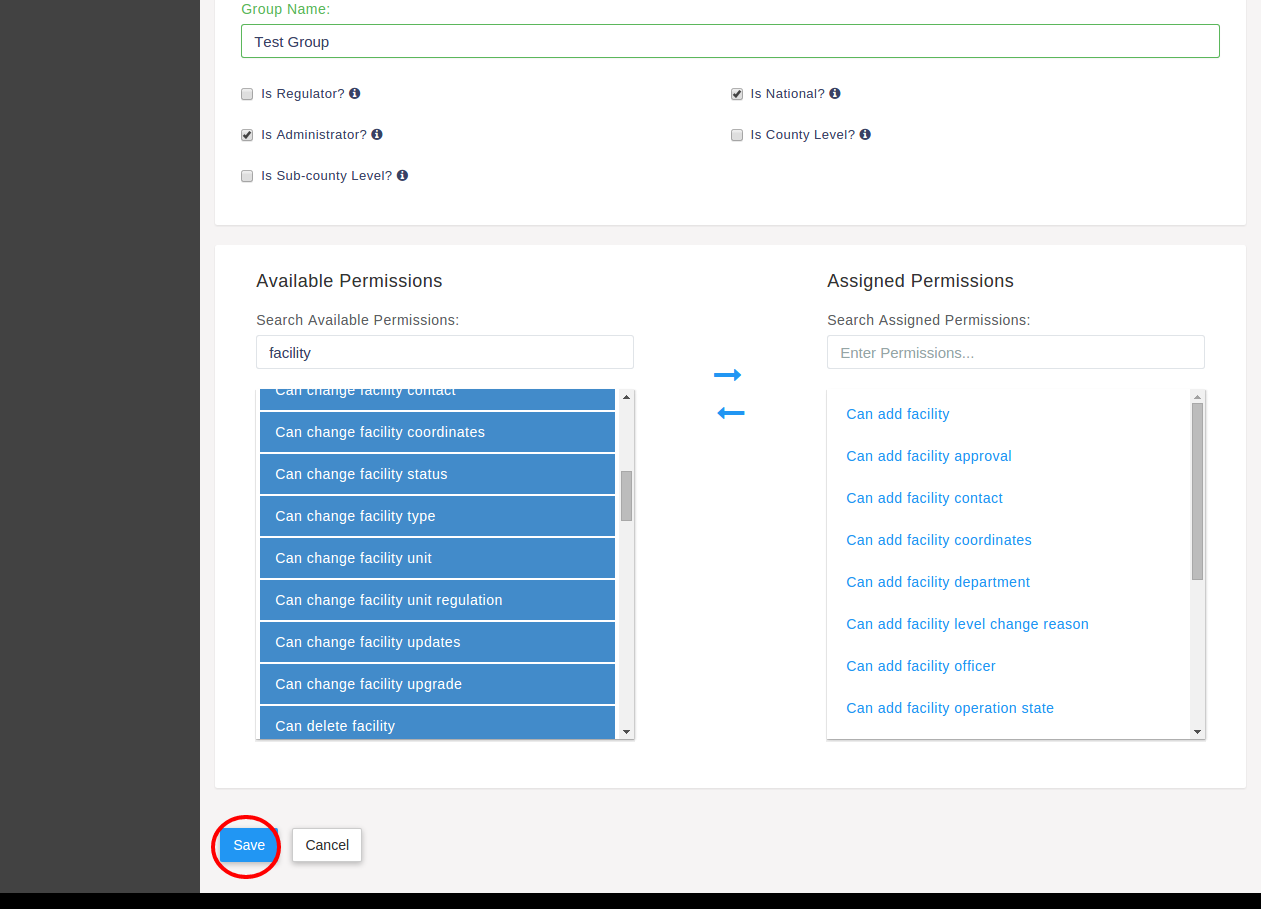 Group Name:
Test Group
Is Regulator?
Is National?
Is Administrator?
Is County Level?
Is Sub-county Level?
Available Permissions
Search Available Permissions:
facility
Can change facility contact
Can change facility coordinates
Can change facility status
Can change facility type
Can change facility unit
Can change facility unit regulation
Can change facility updates
Can change facility upgrade
Can delete facility
Assigned Permissions
Search Assigned Permissions:
Enter Permissions...
Can add facility
Can add facility approval
Can add facility contact
Can add facility coordinates
Can add facility department
Can add facility level change reason
Can add facility officer
Can add facility operation state
Save
Cancel